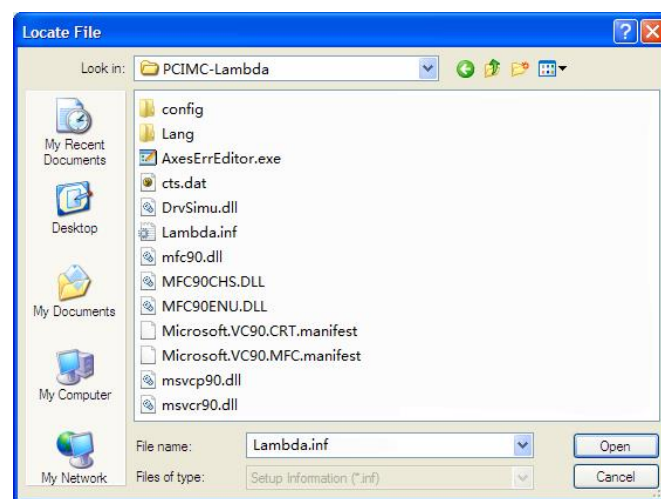 Locate File
Look in:
PCIMC-Lambda
My Recent
Documents
Desktop
My Documents
My Computer
My Network
config
Lang
AxesErrEditor.exe
cts.dat
DrvSimu.dll
Lambda.inf
mfc90.dll
MFC90CHS.DLL
MFC90ENU.DLL
Microsoft.VC90.CRT.manifest
Microsoft.VC90.MFC.manifest
msvcp90.dll
msvcr90.dll
File name:
Lambda.inf
Open
Files of type:
Setup Information (*.inf)
Cancel